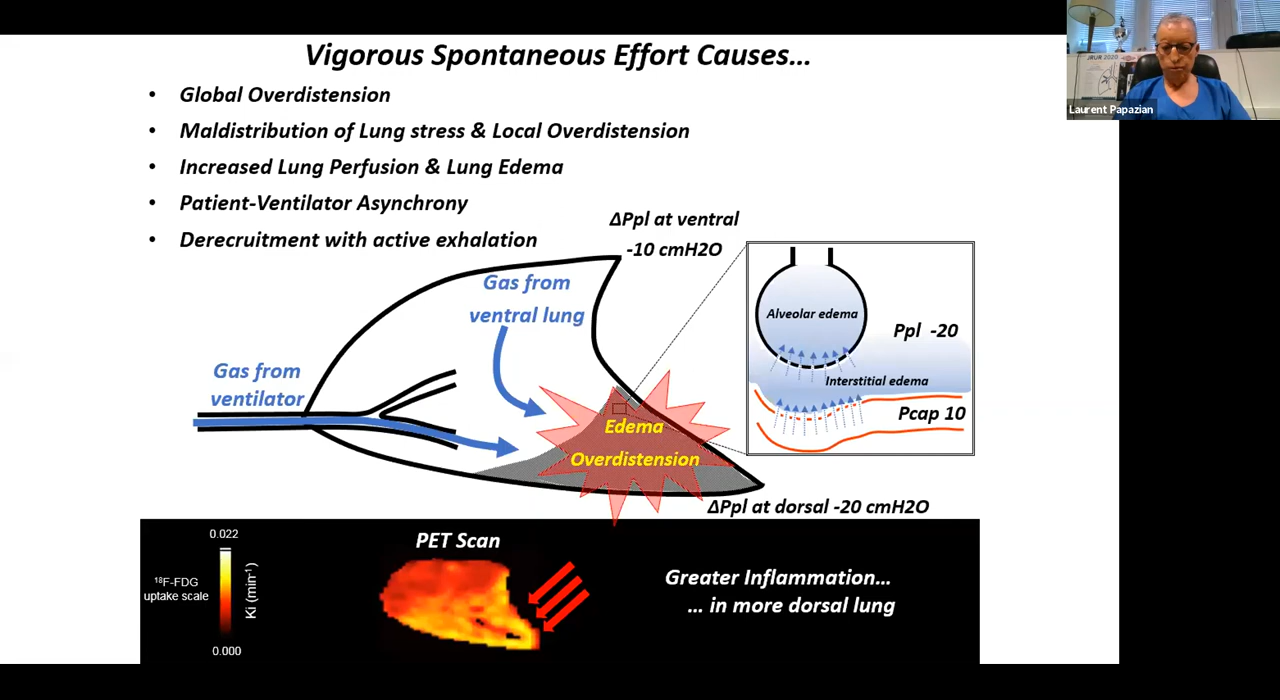 Vigorous Spontaneous Effort Causes...
• Global Overdistension
• Maldistribution of Lung stress & Local Overdistension
• Increased Lung Perfusion & Lung Edema
• Patient-Ventilator Asynchrony
• Derecruitment with active exhalation
ΔPpl at ventral
-10 cmH2O
Gas from
ventral lung
Gas from
ventilator
Edema
Overdistension
Alveolar edema
Ppl -20
Interstitial edema
Pcap 10
ΔPpl at dorsal -20 cmH2O
PET Scan
0.022
¹⁸F-FDG
uptake scale
Ki (min⁻¹)
0.000
Greater Inflammation...
... in more dorsal lung
JRUR 2020
Laurent Papazian